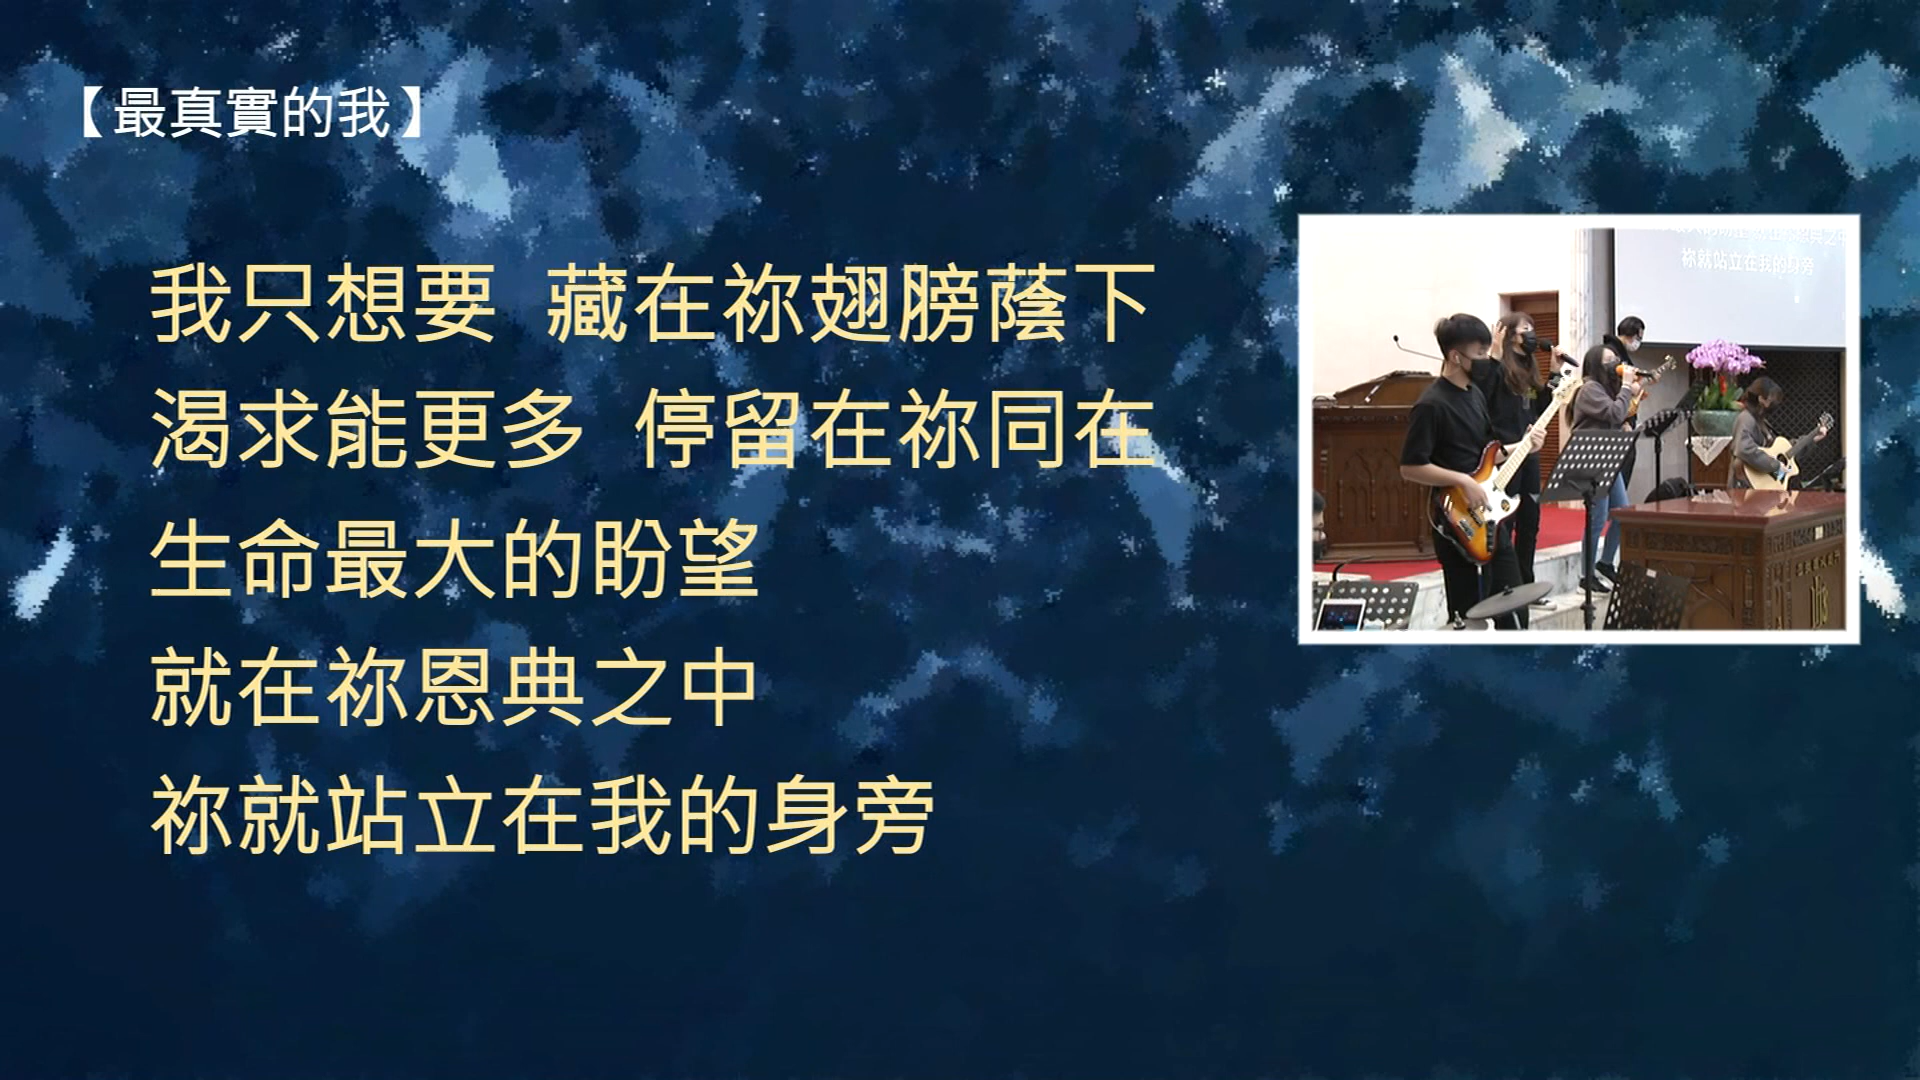 【最真實的我】
我只想要 藏在祢翅膀蔭下
渴求能更多 停留在祢同在
生命最大的盼望
就在祢恩典之中
祢就站立在我的身旁
祢就站立在我的身旁